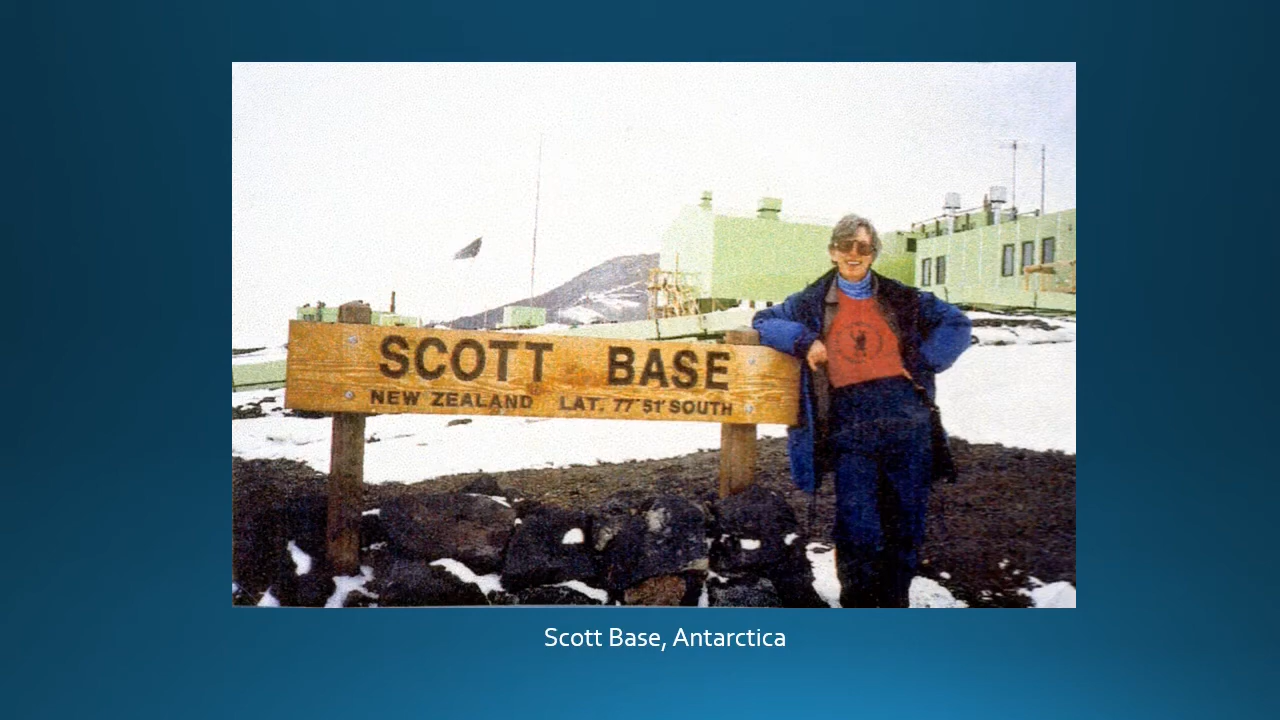 SCOTT BASE
NEW ZEALAND LAT. 77°51' SOUTH
Scott Base, Antarctica